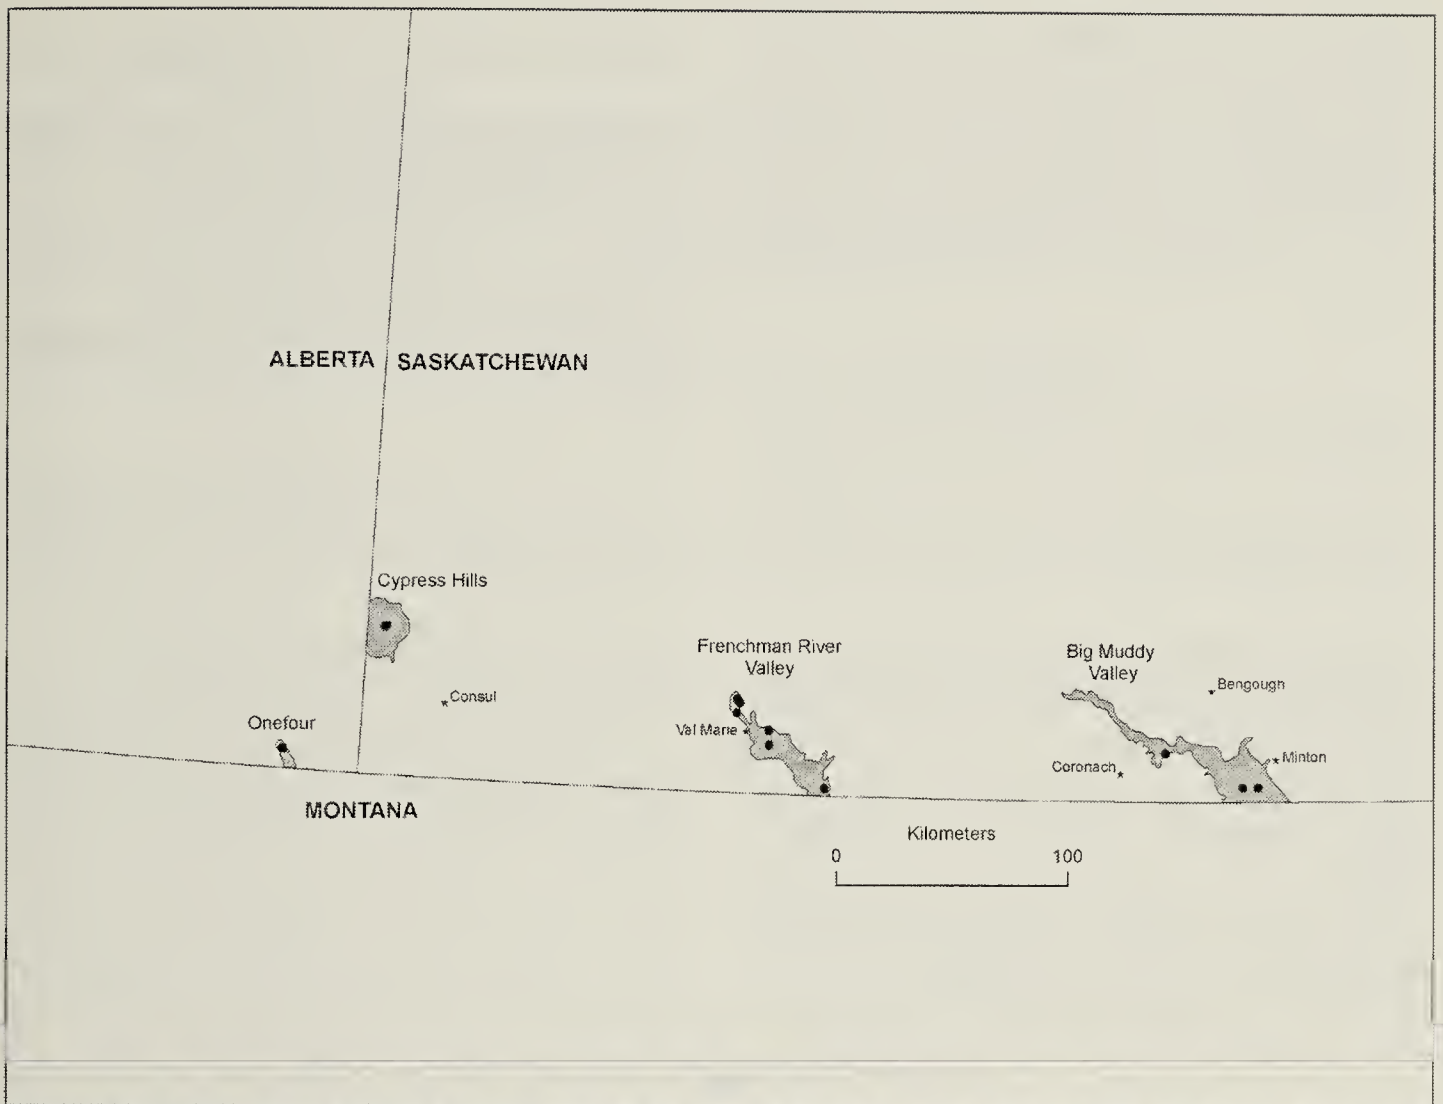 ALBERTA SASKATCHEWAN
Cypress Hills
Frenchman River
Valley
Big Muddy
Valley
Bengough
Consul
Onefour
Val Marie
Minton
Coronach
MONTANA
Kilometers
0 100